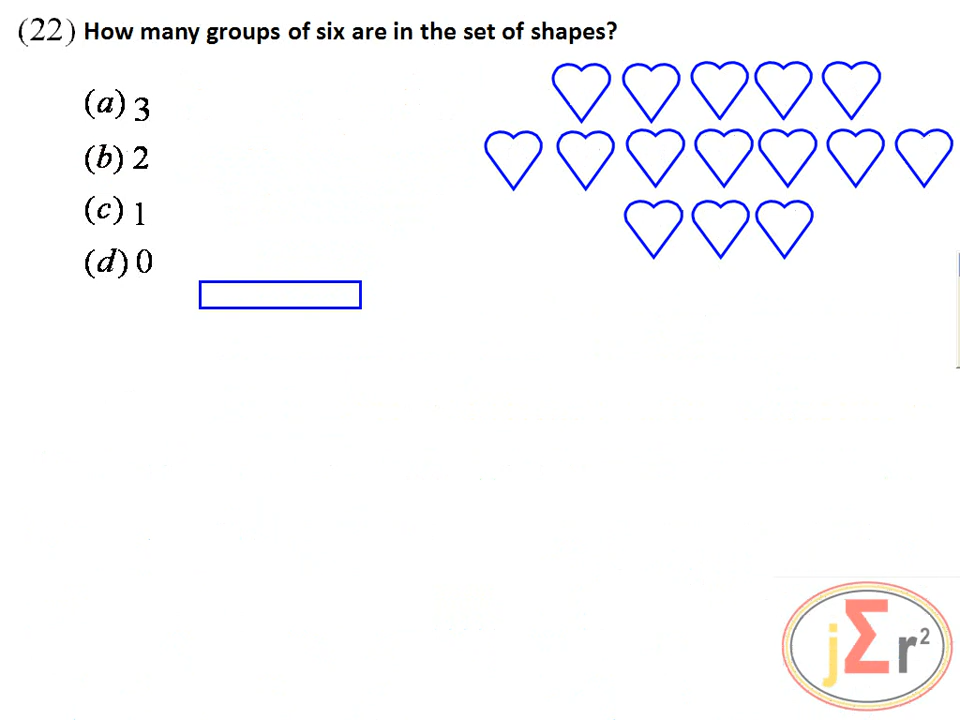 (22) How many groups of six are in the set of shapes?
(a) 3
(b) 2
(c) 1
(d) 0
jΣr²